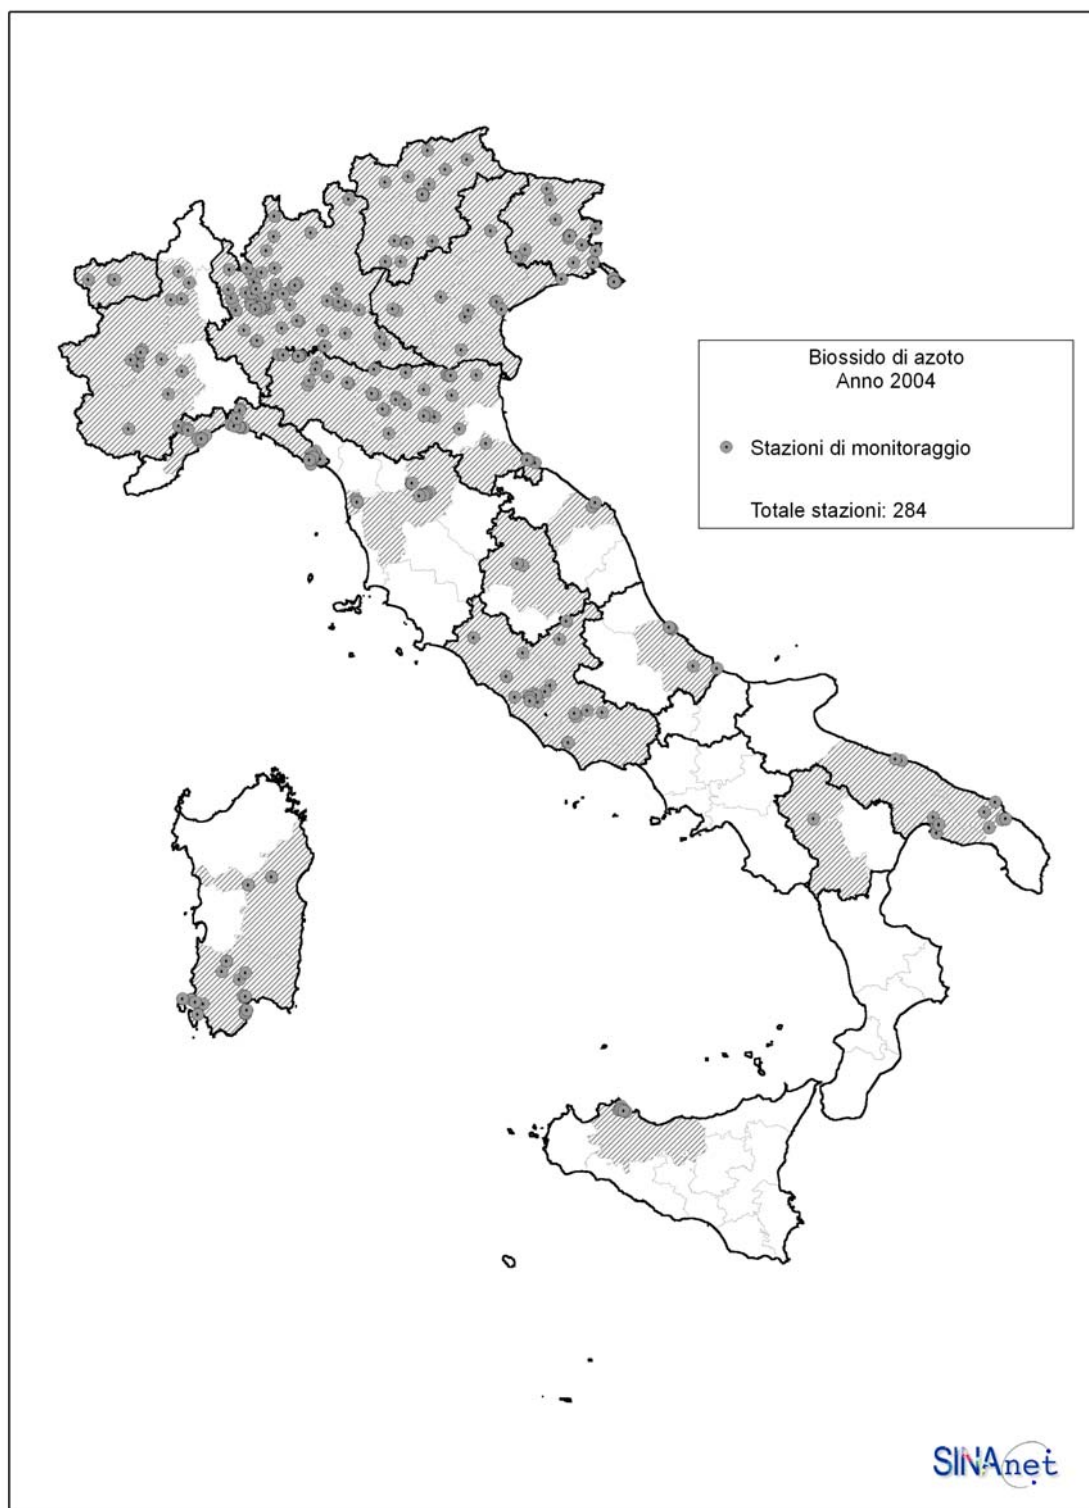 Biossido di azoto
Anno 2004
Stazioni di monitoraggio
Totale stazioni: 284
SINAnet